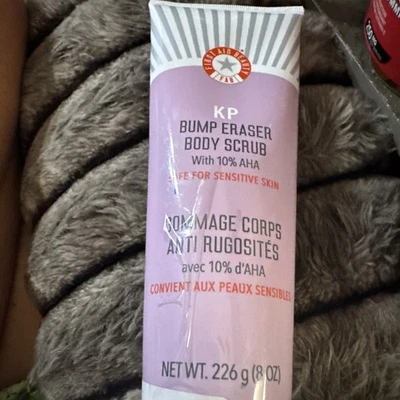 FIRST AID BEAUTY
FAB
KP
BUMP ERASER
BODY SCRUB
With 10% AHA
SAFE FOR SENSITIVE SKIN
GOMMAGE CORPS
ANTI RUGOSITÉS
avec 10% d'AHA
CONVIENT AUX PEAUX SENSIBLES
NET WT. 226 g (8 OZ)